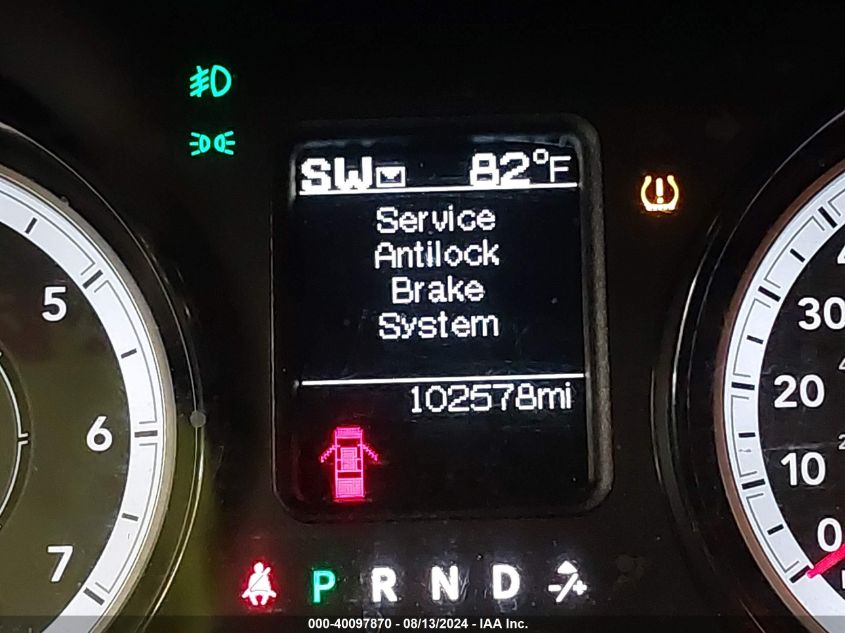 SW 82°F
Service
Antilock
Brake
System
102578mi
5
6
7
30
20
10
0
P R N D
000-40097870 - 08/13/2024 - IAA Inc.